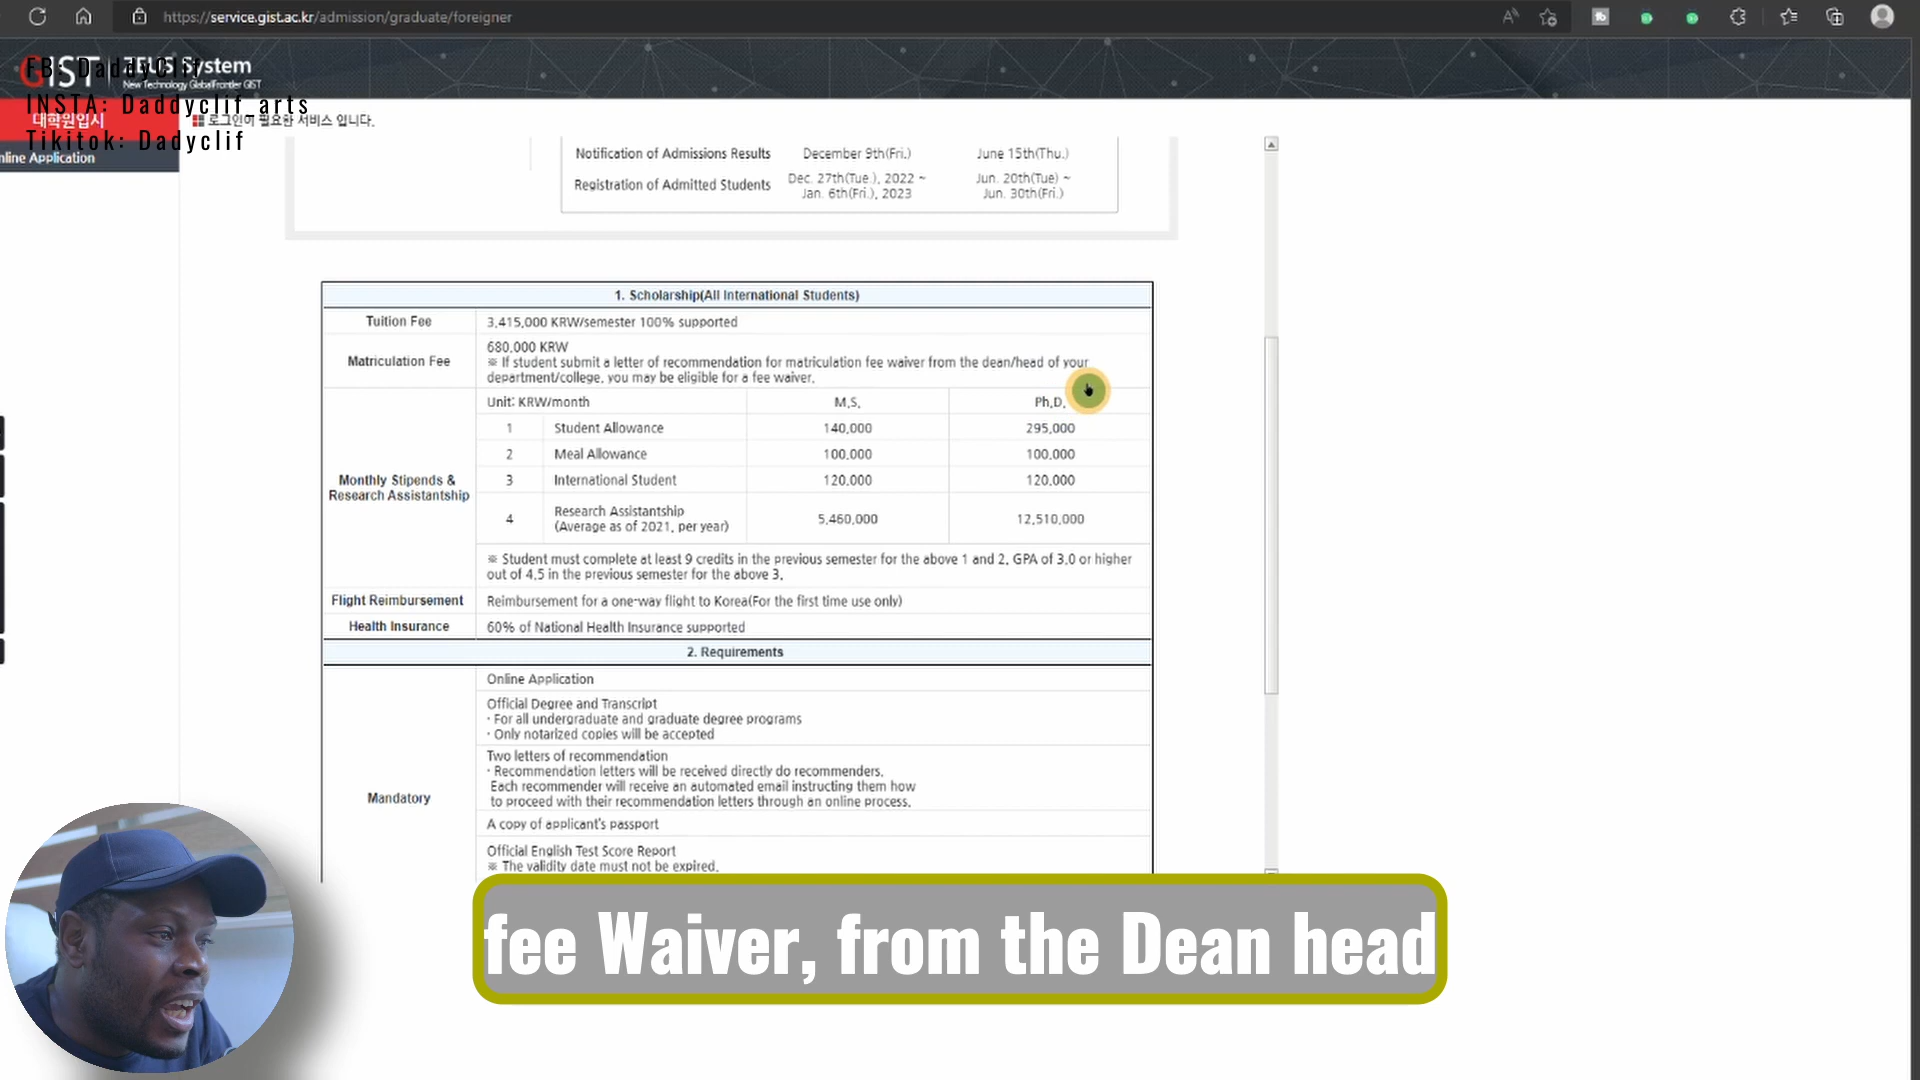 https://service.gist.ac.kr/admission/graduate/foreigner
GIST ZEUS System
New Technology GlobalFrontier GIST
FB: DaddyClif
INSTA: Daddyclif_arts
Tikitok: Dadyclif
대학원입시
로그인이 필요한 서비스 입니다.
nline Application
Notification of Admissions Results December 9th(Fri.) June 15th(Thu.)
Registration of Admitted Students Dec. 27th(Tue.), 2022 ~ Jun. 20th(Tue) ~
Jan. 6th(Fri.), 2023 Jun. 30th(Fri.)
1. Scholarship(All International Students)
Tuition Fee 3,415,000 KRW/semester 100% supported
Matriculation Fee 680,000 KRW
※ If student submit a letter of recommendation for matriculation fee waiver from the dean/head of your
department/college, you may be eligible for a fee waiver.
Monthly Stipends &
Research Assistantship
Unit: KRW/month M.S. Ph.D.
1 Student Allowance 140,000 295,000
2 Meal Allowance 100,000 100,000
3 International Student 120,000 120,000
4 Research Assistantship
(Average as of 2021, per year) 5,460,000 12,510,000
※ Student must complete at least 9 credits in the previous semester for the above 1 and 2. GPA of 3.0 or higher
out of 4.5 in the previous semester for the above 3.
Flight Reimbursement Reimbursement for a one-way flight to Korea(For the first time use only)
Health Insurance 60% of National Health Insurance supported
2. Requirements
Mandatory
Online Application
Official Degree and Transcript
· For all undergraduate and graduate degree programs
· Only notarized copies will be accepted
Two letters of recommendation
· Recommendation letters will be received directly do recommenders.
Each recommender will receive an automated email instructing them how
to proceed with their recommendation letters through an online process.
A copy of applicant's passport
Official English Test Score Report
※ The validity date must not be expired.
fee Waiver, from the Dean head